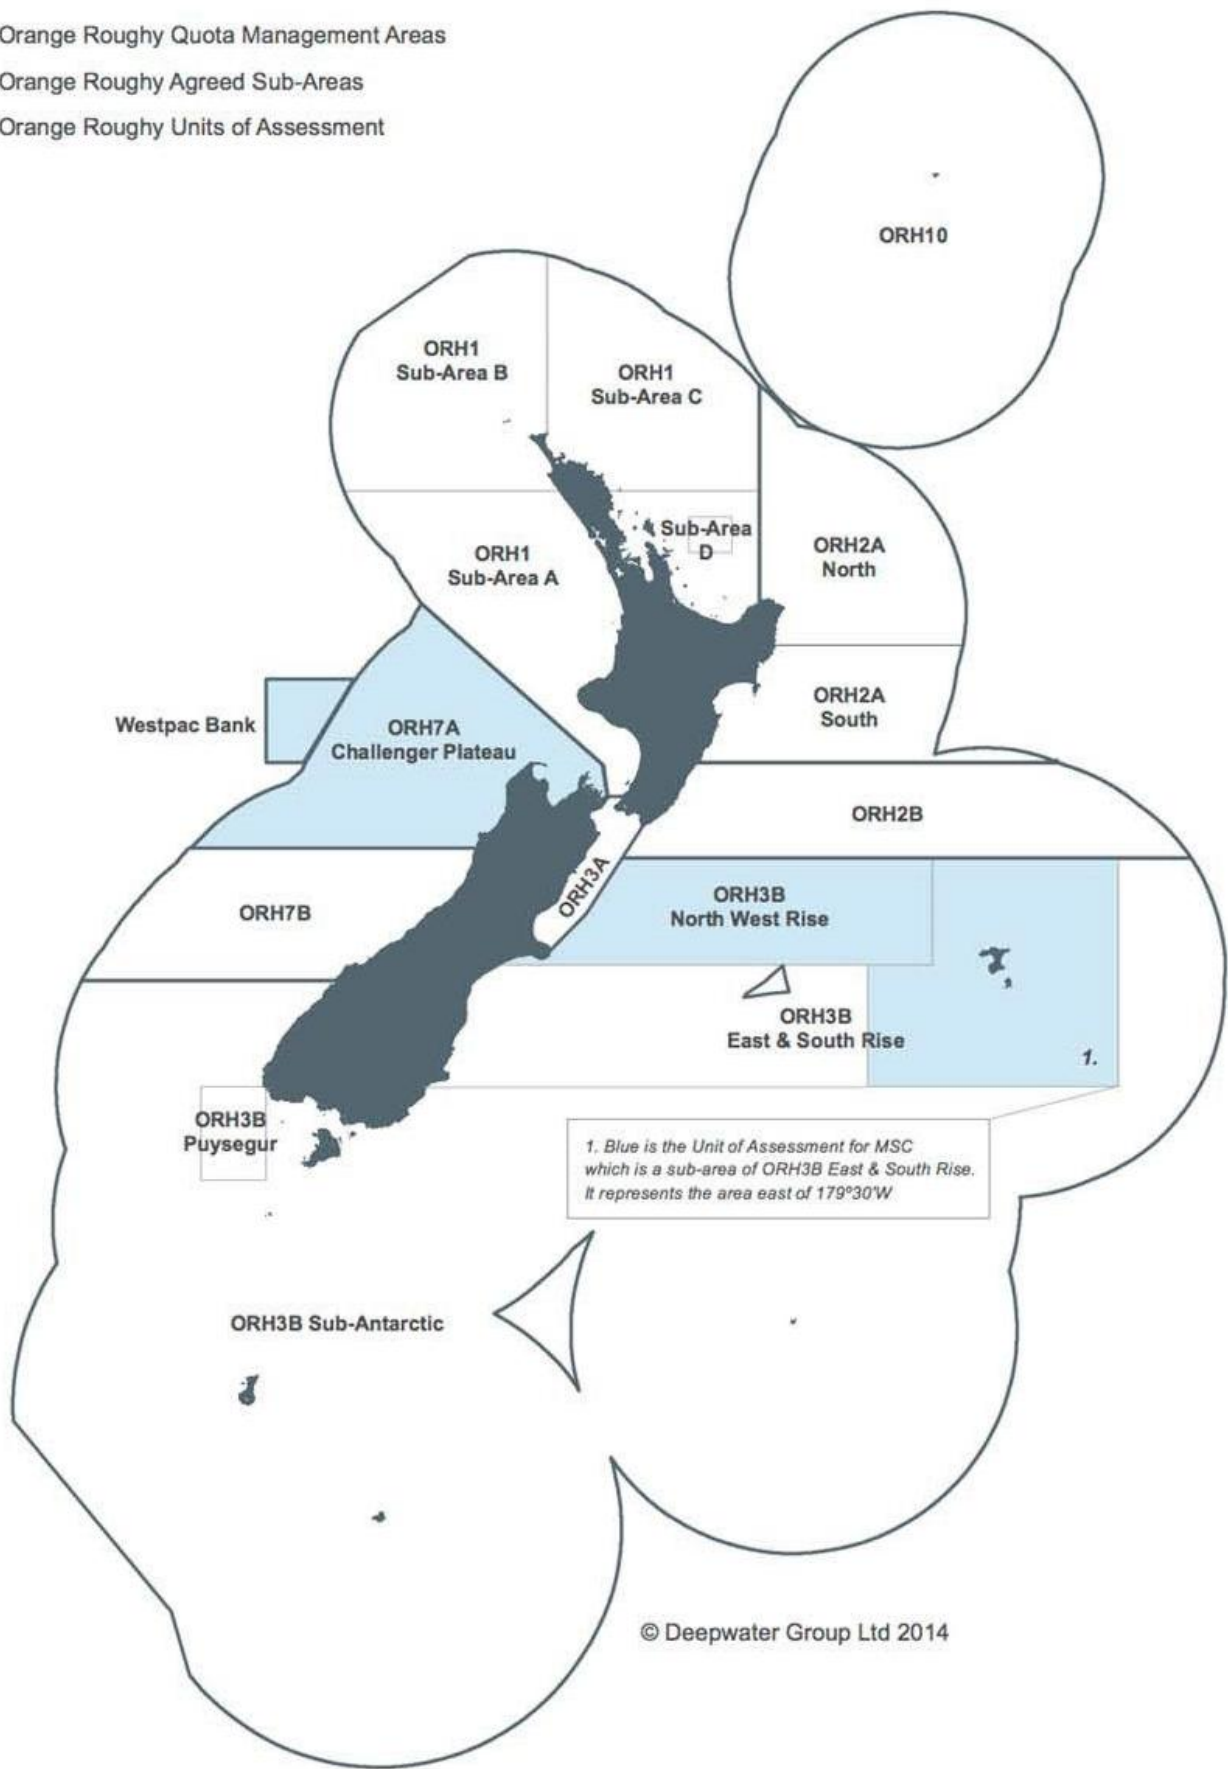 Orange Roughy Quota Management Areas
Orange Roughy Agreed Sub-Areas
Orange Roughy Units of Assessment
ORH10
ORH1
Sub-Area B
ORH1
Sub-Area C
Sub-Area
D
ORH1
Sub-Area A
ORH2A
North
ORH2A
South
Westpac Bank
ORH7A
Challenger Plateau
ORH2B
ORH3A
ORH3B
North West Rise
ORH7B
ORH3B
East & South Rise
1.
ORH3B
Puysegur
1. Blue is the Unit of Assessment for MSC
which is a sub-area of ORH3B East & South Rise.
It represents the area east of 179º30'W
ORH3B Sub-Antarctic
© Deepwater Group Ltd 2014